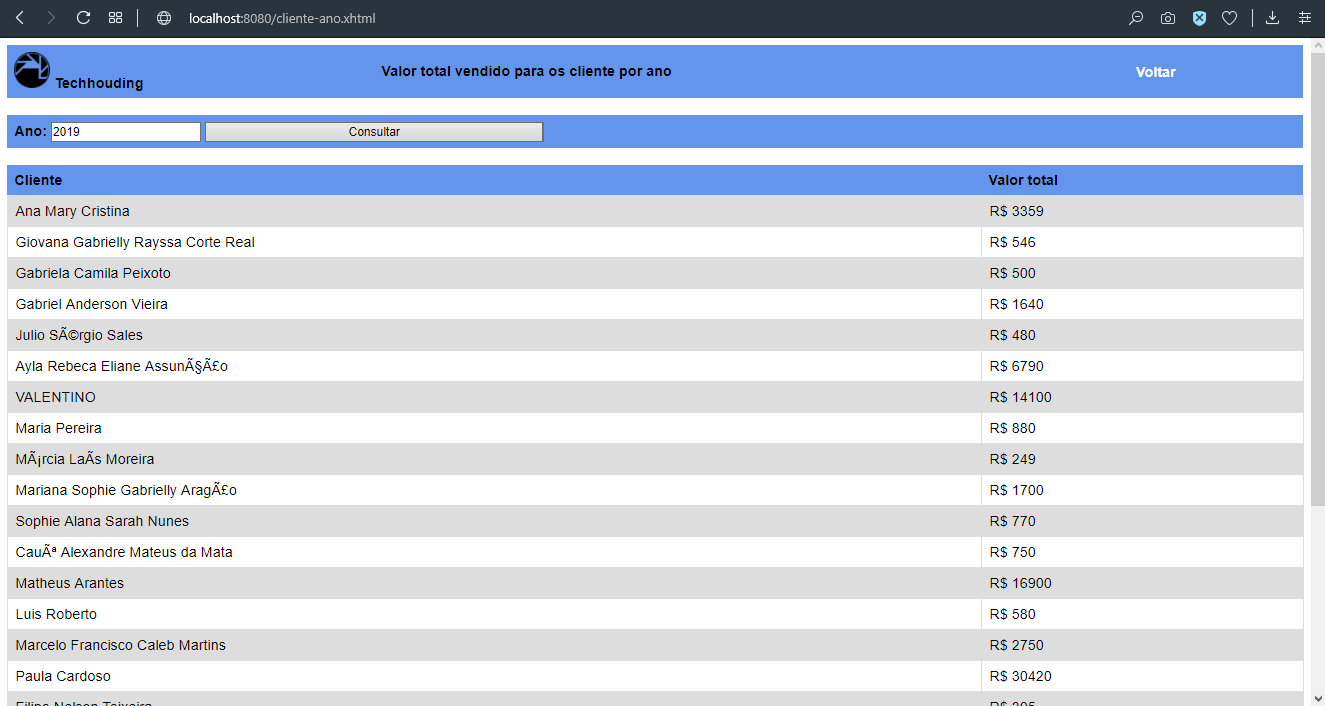 localhost:8080/cliente-ano.xhtml
Techhouding
Valor total vendido para os cliente por ano
Voltar
Ano: 2019 Consultar
Cliente Valor total
Ana Mary Cristina R$ 3359
Giovana Gabrielly Rayssa Corte Real R$ 546
Gabriela Camila Peixoto R$ 500
Gabriel Anderson Vieira R$ 1640
Julio SÃ©rgio Sales R$ 480
Ayla Rebeca Eliane AssunÃ§Ã£o R$ 6790
VALENTINO R$ 14100
Maria Pereira R$ 880
MÃ¡rcia LaÃs Moreira R$ 249
Mariana Sophie Gabrielly AragÃ£o R$ 1700
Sophie Alana Sarah Nunes R$ 770
CauÃª Alexandre Mateus da Mata R$ 750
Matheus Arantes R$ 16900
Luis Roberto R$ 580
Marcelo Francisco Caleb Martins R$ 2750
Paula Cardoso R$ 30420